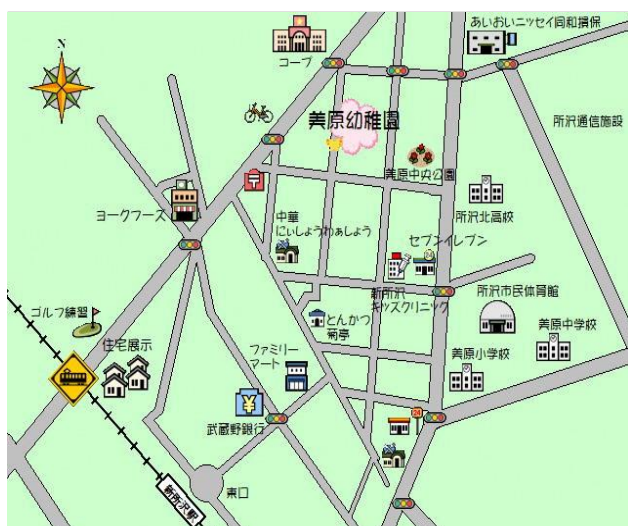 あいおいニッセイ同和損保
N
コープ
美原幼稚園
所沢通信施設
美原中央公園
ヨークフーズ
中華
にぃしょうわぁしょう
所沢北高校
セブンイレブン
24
新所沢
キッズクリニック
所沢市民体育館
ゴルフ練習
住宅展示
とんかつ
菊亭
美原中学校
ファミリー
マート
美原小学校
武蔵野銀行
24
東口
新所沢駅